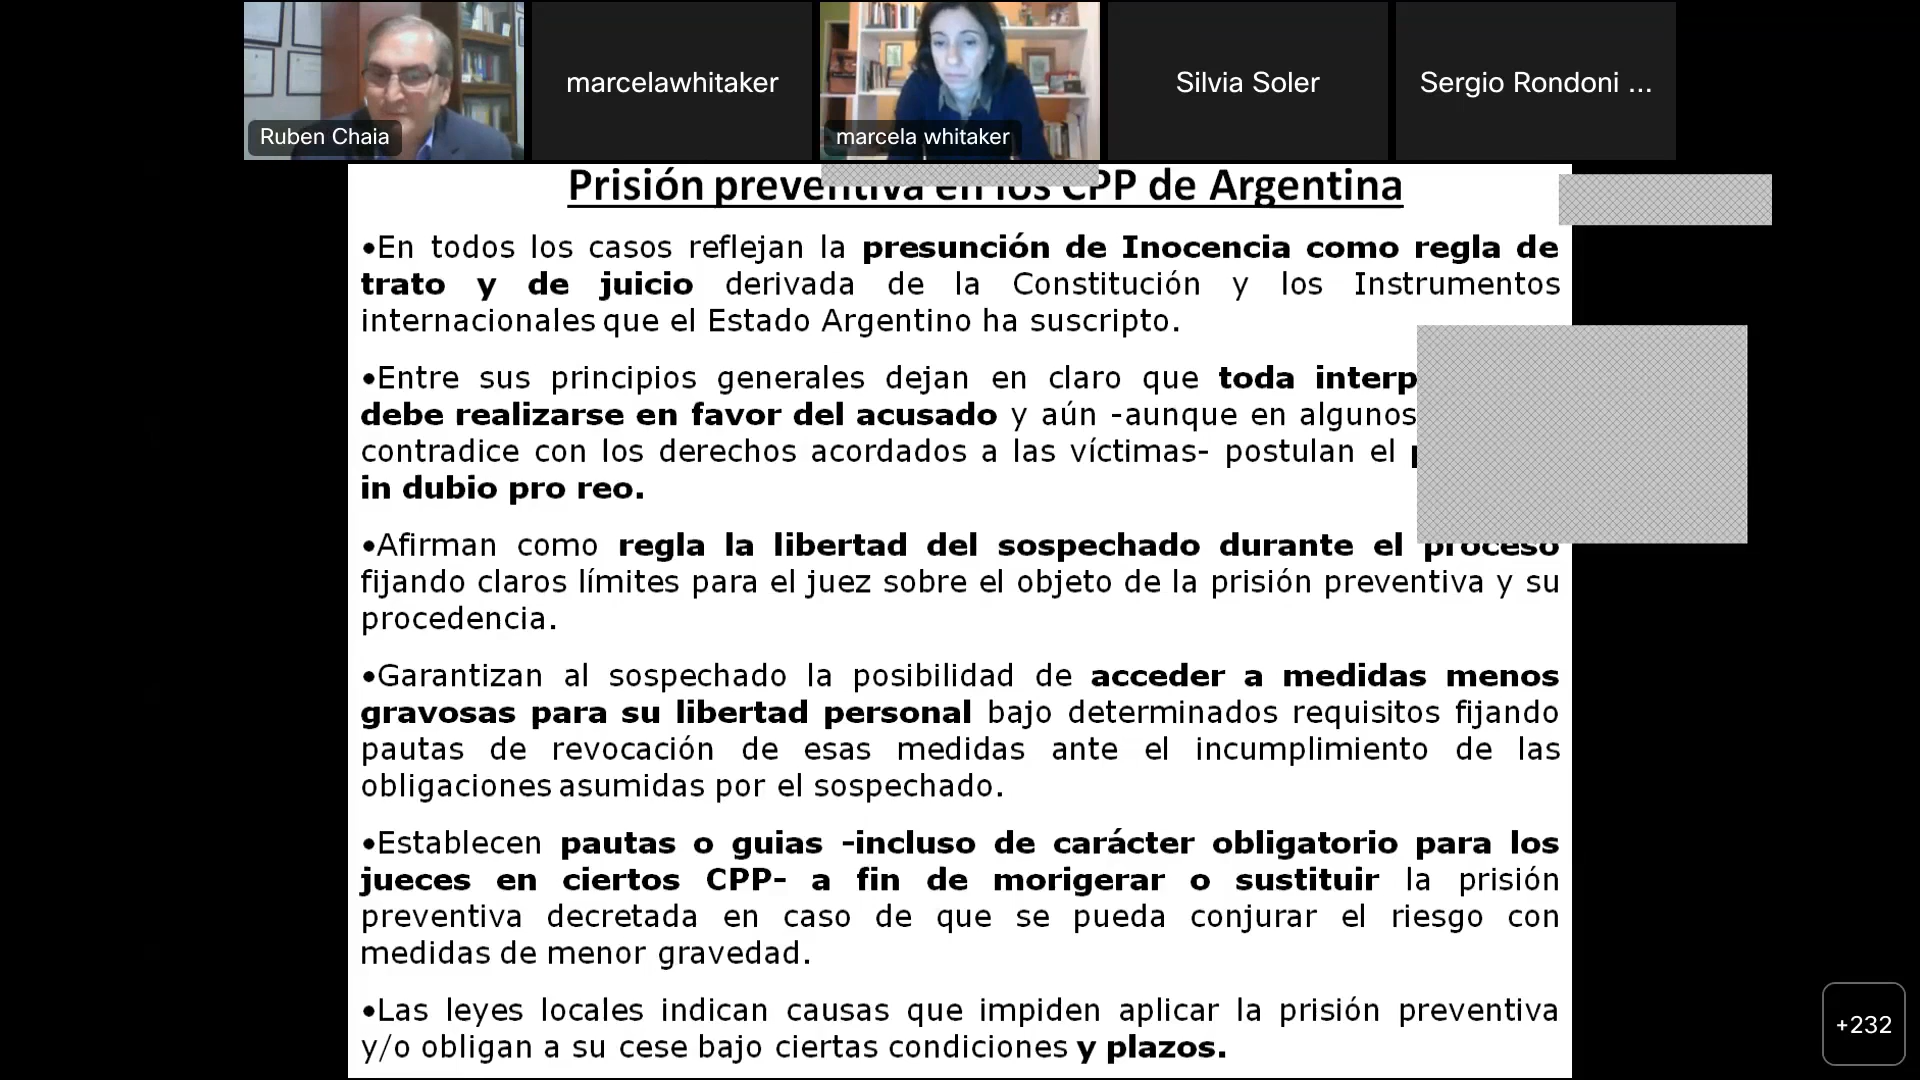 Ruben Chaia
marcelawhitaker
marcela whitaker
Silvia Soler
Sergio Rondoni ...
Prisión preventiva en los CPP de Argentina
•En todos los casos reflejan la presunción de Inocencia como regla de
trato y de juicio derivada de la Constitución y los Instrumentos
internacionales que el Estado Argentino ha suscripto.
•Entre sus principios generales dejan en claro que toda interp
debe realizarse en favor del acusado y aún -aunque en algunos
contradice con los derechos acordados a las víctimas- postulan el
in dubio pro reo.
•Afirman como regla la libertad del sospechado durante el proceso
fijando claros límites para el juez sobre el objeto de la prisión preventiva y su
procedencia.
•Garantizan al sospechado la posibilidad de acceder a medidas menos
gravosas para su libertad personal bajo determinados requisitos fijando
pautas de revocación de esas medidas ante el incumplimiento de las
obligaciones asumidas por el sospechado.
•Establecen pautas o guias -incluso de carácter obligatorio para los
jueces en ciertos CPP- a fin de morigerar o sustituir la prisión
preventiva decretada en caso de que se pueda conjurar el riesgo con
medidas de menor gravedad.
•Las leyes locales indican causas que impiden aplicar la prisión preventiva
y/o obligan a su cese bajo ciertas condiciones y plazos.
+232